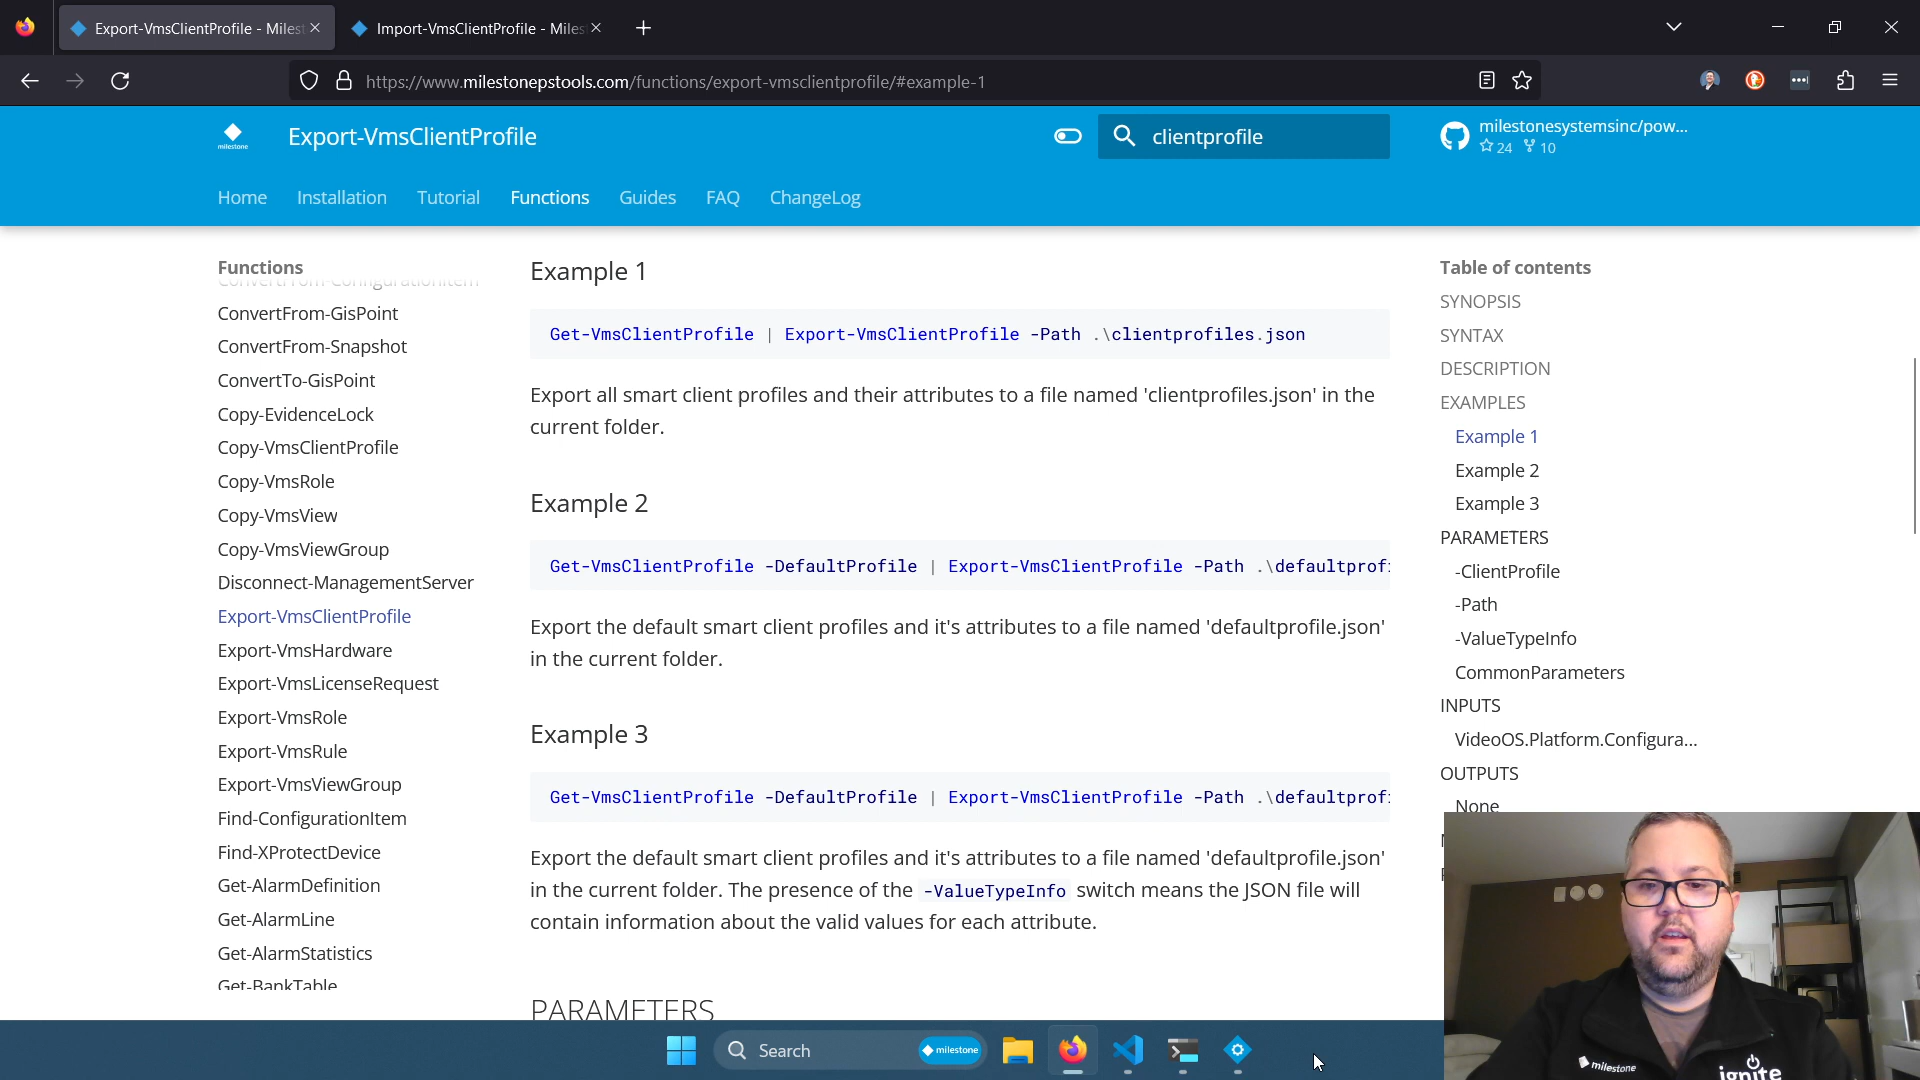 Export-VmsClientProfile - Milest
Import-VmsClientProfile - Miles
https://www.milestonepstools.com/functions/export-vmsclientprofile/#example-1
milestone
Export-VmsClientProfile
clientprofile
milestonesystemsinc/pow...
24 10
Home Installation Tutorial Functions Guides FAQ ChangeLog
Functions
ConvertFrom-ConfigurationItem
ConvertFrom-GisPoint
ConvertFrom-Snapshot
ConvertTo-GisPoint
Copy-EvidenceLock
Copy-VmsClientProfile
Copy-VmsRole
Copy-VmsView
Copy-VmsViewGroup
Disconnect-ManagementServer
Export-VmsClientProfile
Export-VmsHardware
Export-VmsLicenseRequest
Export-VmsRole
Export-VmsRule
Export-VmsViewGroup
Find-ConfigurationItem
Find-XProtectDevice
Get-AlarmDefinition
Get-AlarmLine
Get-AlarmStatistics
Get-BankTable
Example 1
Get-VmsClientProfile | Export-VmsClientProfile -Path .\clientprofiles.json
Export all smart client profiles and their attributes to a file named 'clientprofiles.json' in the
current folder.
Example 2
Get-VmsClientProfile -DefaultProfile | Export-VmsClientProfile -Path .\defaultprofi
Export the default smart client profiles and it's attributes to a file named 'defaultprofile.json'
in the current folder.
Example 3
Get-VmsClientProfile -DefaultProfile | Export-VmsClientProfile -Path .\defaultprofi
Export the default smart client profiles and it's attributes to a file named 'defaultprofile.json'
in the current folder. The presence of the -ValueTypeInfo switch means the JSON file will
contain information about the valid values for each attribute.
PARAMETERS
Table of contents
SYNOPSIS
SYNTAX
DESCRIPTION
EXAMPLES
Example 1
Example 2
Example 3
PARAMETERS
-ClientProfile
-Path
-ValueTypeInfo
CommonParameters
INPUTS
VideoOS.Platform.Configura...
OUTPUTS
None
Search
milestone
milestone
ignite